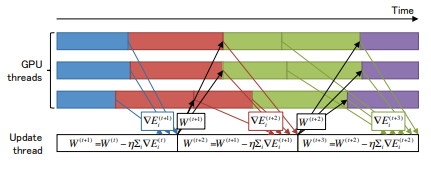 Time
GPU
threads
∇E_i^(t+1) W^(t+1) ∇E_i^(t+2) W^(t+2) ∇E_i^(t+3)
Update
thread
W^(t+1)=W^(t)−ηΣ_i∇E_i^(t) W^(t+2)=W^(t+1)−ηΣ_i∇E_i^(t+1) W^(t+3)=W^(t+2)−ηΣ_i∇E_i^(t+2)